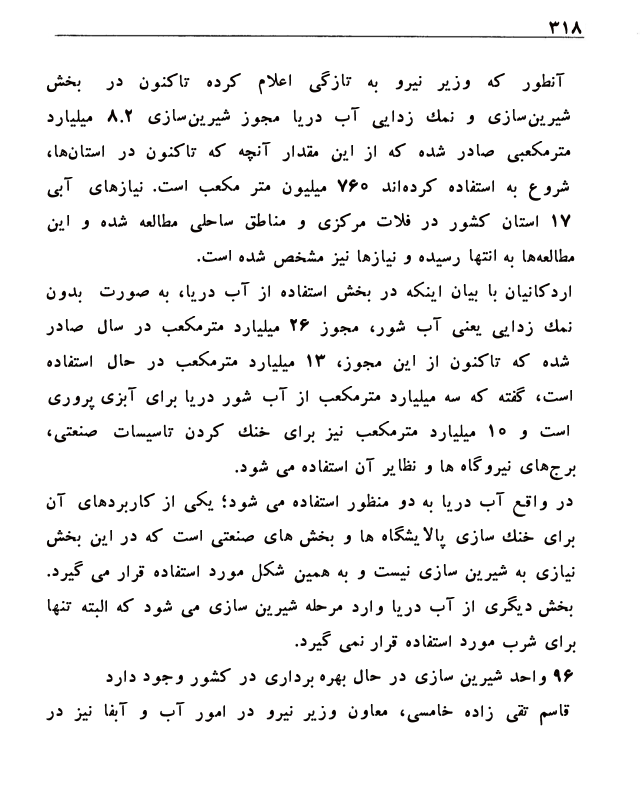 ۳۱۸
آنطور که وزیر نیرو به تازگی اعلام کرده تاکنون در بخش
شیرین‌سازی و نمك زدایی آب دریا مجوز شیرین‌سازی ۸.۲ میلیارد
مترمکعبی صادر شده که از این مقدار آنچه که تاکنون در استان‌ها،
شروع به استفاده کرده‌اند ۷۶۰ میلیون متر مکعب است. نیازهای آبی
۱۷ استان کشور در فلات مرکزی و مناطق ساحلی مطالعه شده و این
مطالعه‌ها به انتها رسیده و نیازها نیز مشخص شده است.
اردکانیان با بیان اینکه در بخش استفاده از آب دریا، به صورت بدون
نمك زدایی یعنی آب شور، مجوز ۲۶ میلیارد مترمکعب در سال صادر
شده که تاکنون از این مجوز، ۱۳ میلیارد مترمکعب در حال استفاده
است، گفته که سه میلیارد مترمکعب از آب شور دریا برای آبزی پروری
است و ۱۰ میلیارد مترمکعب نیز برای خنك کردن تاسیسات صنعتی،
برج‌های نیروگاه ها و نظایر آن استفاده می شود.
در واقع آب دریا به دو منظور استفاده می شود؛ یکی از کاربردهای آن
برای خنك سازی پالایشگاه ها و بخش های صنعتی است که در این بخش
نیازی به شیرین سازی نیست و به همین شکل مورد استفاده قرار می گیرد.
بخش دیگری از آب دریا وارد مرحله شیرین سازی می شود که البته تنها
برای شرب مورد استفاده قرار نمی گیرد.
۹۶ واحد شیرین سازی در حال بهره برداری در کشور وجود دارد
قاسم تقی زاده خامسی، معاون وزیر نیرو در امور آب و آبفا نیز در